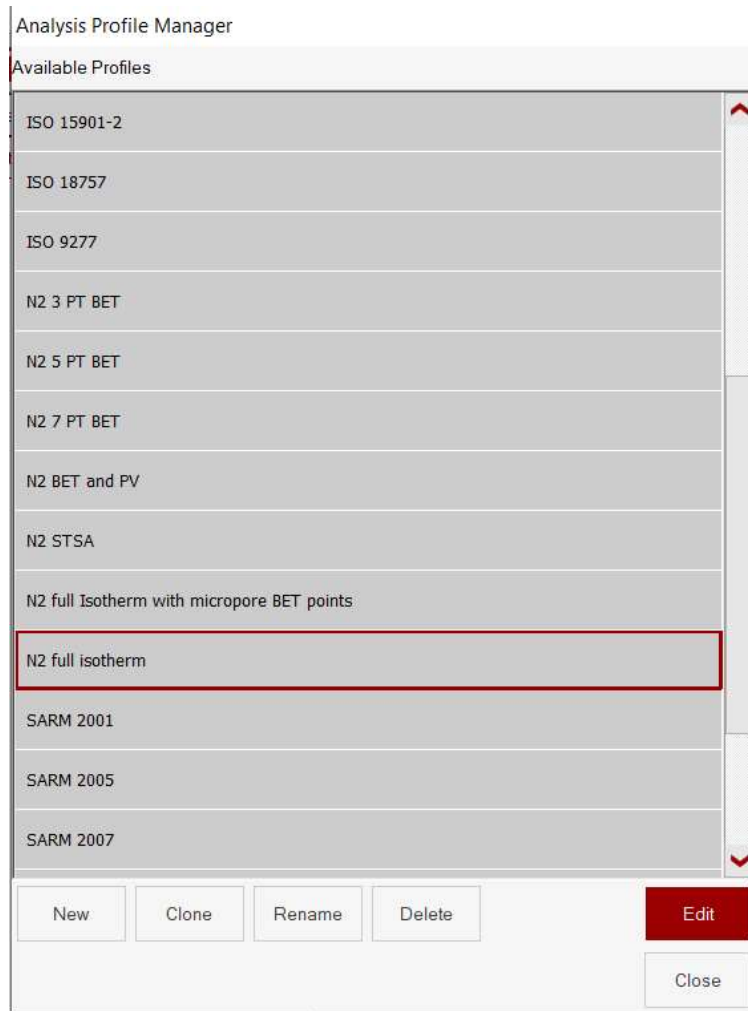 Analysis Profile Manager
Available Profiles
ISO 15901-2
ISO 18757
ISO 9277
N2 3 PT BET
N2 5 PT BET
N2 7 PT BET
N2 BET and PV
N2 STSA
N2 full Isotherm with micropore BET points
N2 full isotherm
SARM 2001
SARM 2005
SARM 2007
New Clone Rename Delete Edit
Close